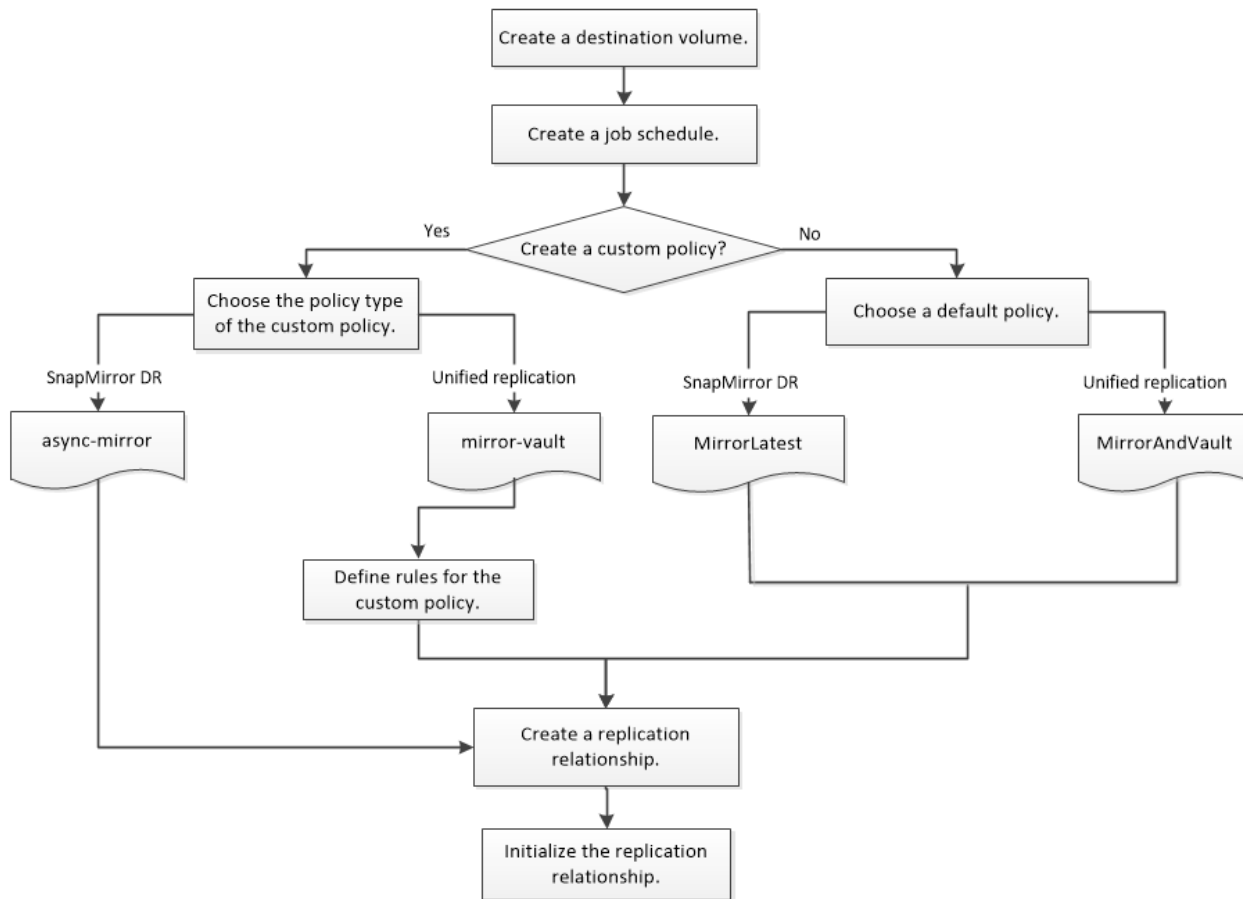 Create a destination volume.
Create a job schedule.
Yes
Create a custom policy?
No
Choose the policy type
of the custom policy.
Choose a default policy.
SnapMirror DR
Unified replication
SnapMirror DR
Unified replication
async-mirror
mirror-vault
MirrorLatest
MirrorAndVault
Define rules for the
custom policy.
Create a replication
relationship.
Initialize the replication
relationship.